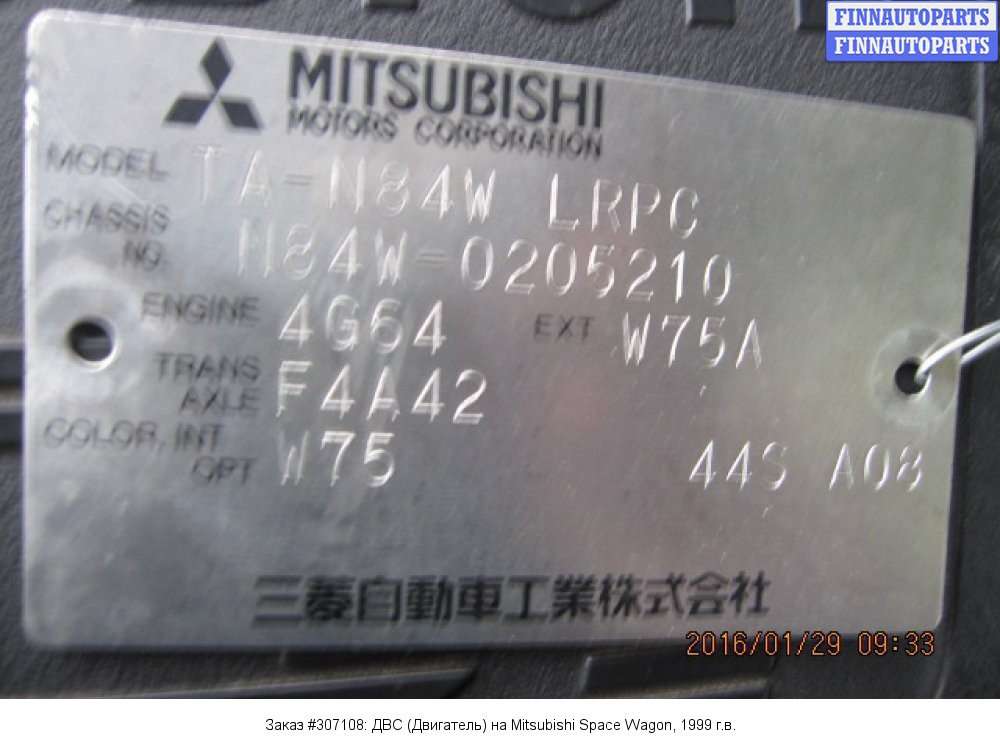 FINNAUTOPARTS
FINNAUTOPARTS
MITSUBISHI
MOTORS CORPORATION
MODEL TA-N84W LRPC
CHASSIS NO. N84W-0205210
ENGINE 4G64 EXT W75A
TRANS AXLE F4A42
COLOR, INT OPT W75 44S A08
三菱自動車工業株式会社
2016/01/29 09:33
Заказ #307108: ДВС (Двигатель) на Mitsubishi Space Wagon, 1999 г.в.